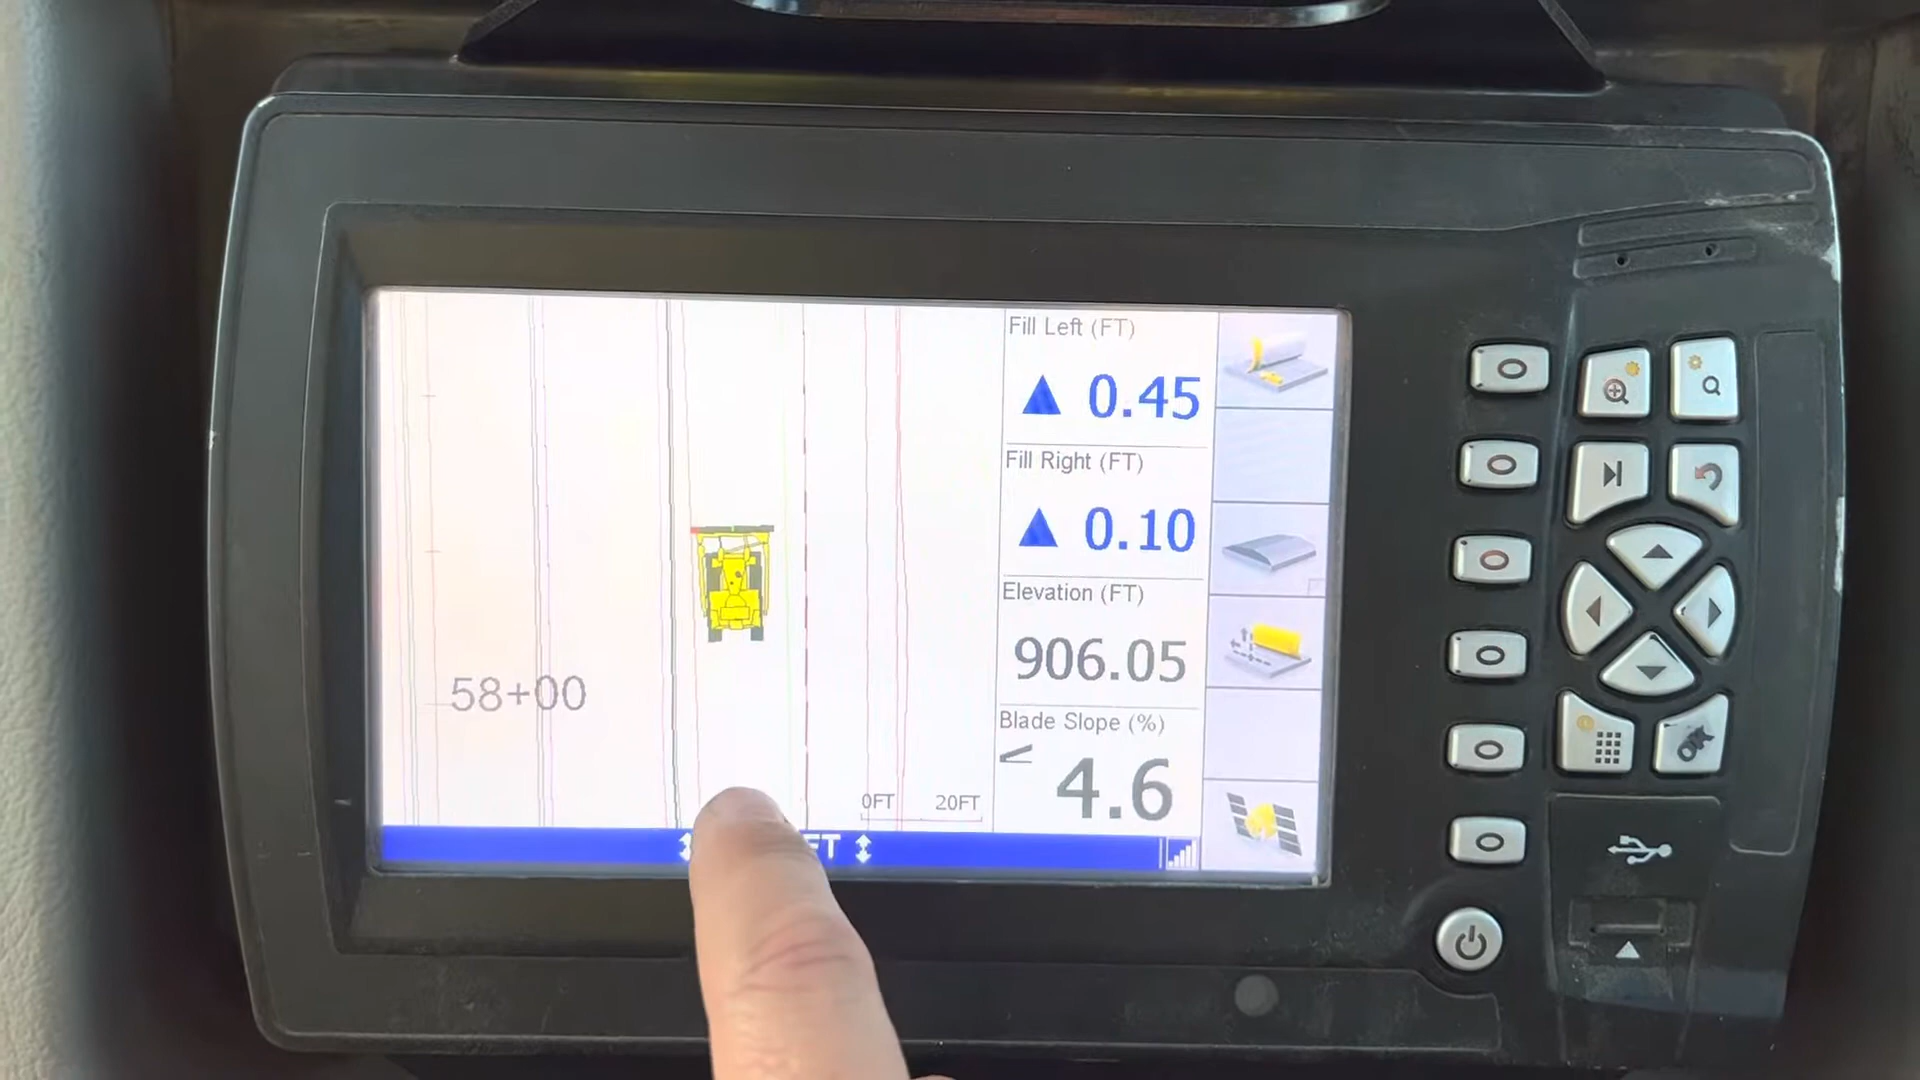 Fill Left (FT)
0.45
Fill Right (FT)
0.10
Elevation (FT)
906.05
Blade Slope (%)
4.6
58+00
0FT 20FT
FT
OK